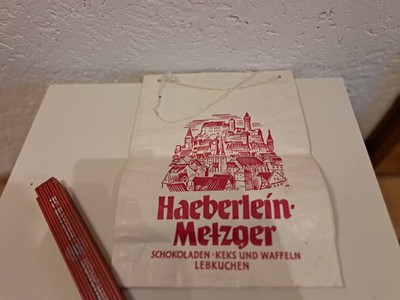 Haeberlein-
Metzger
SCHOKOLADEN · KEKS UND WAFFELN
LEBKUCHEN